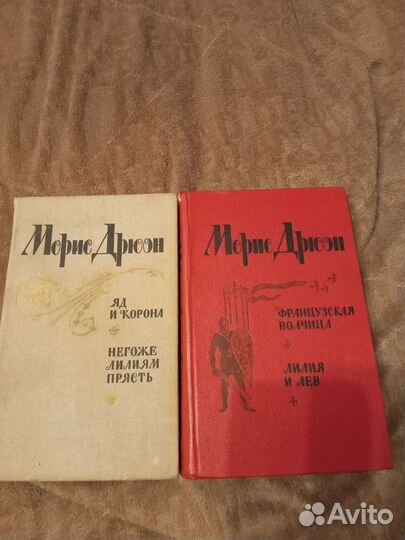 Морис Дрюон
ЯД
И КОРОНА
НЕГОЖЕ
ЛИЛИЯМ
ПРЯСТЬ
Морис Дрюон
ФРАНЦУЗСКАЯ
ВОЛЧИЦА
ЛИЛИЯ
И ЛЕВ
Avito